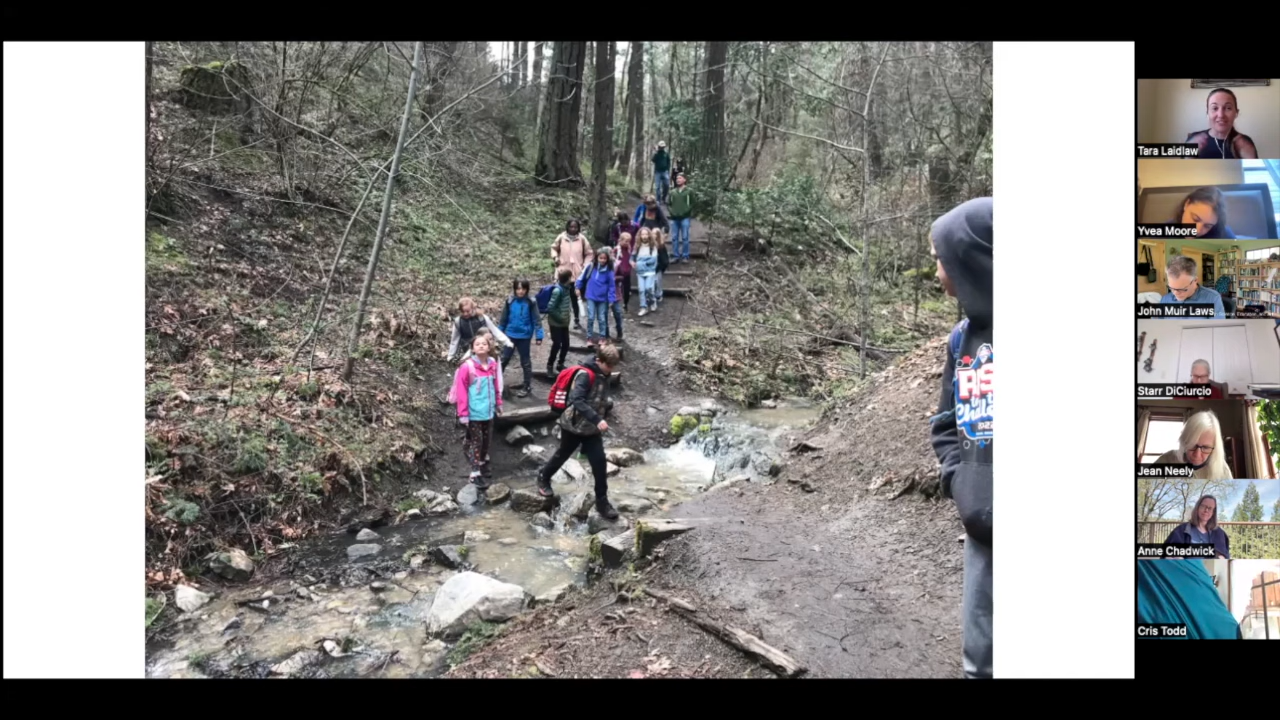 Tara Laidlaw
Yvea Moore
John Muir Laws
Starr DiCiurcio
Jean Neely
Anne Chadwick
Cris Todd